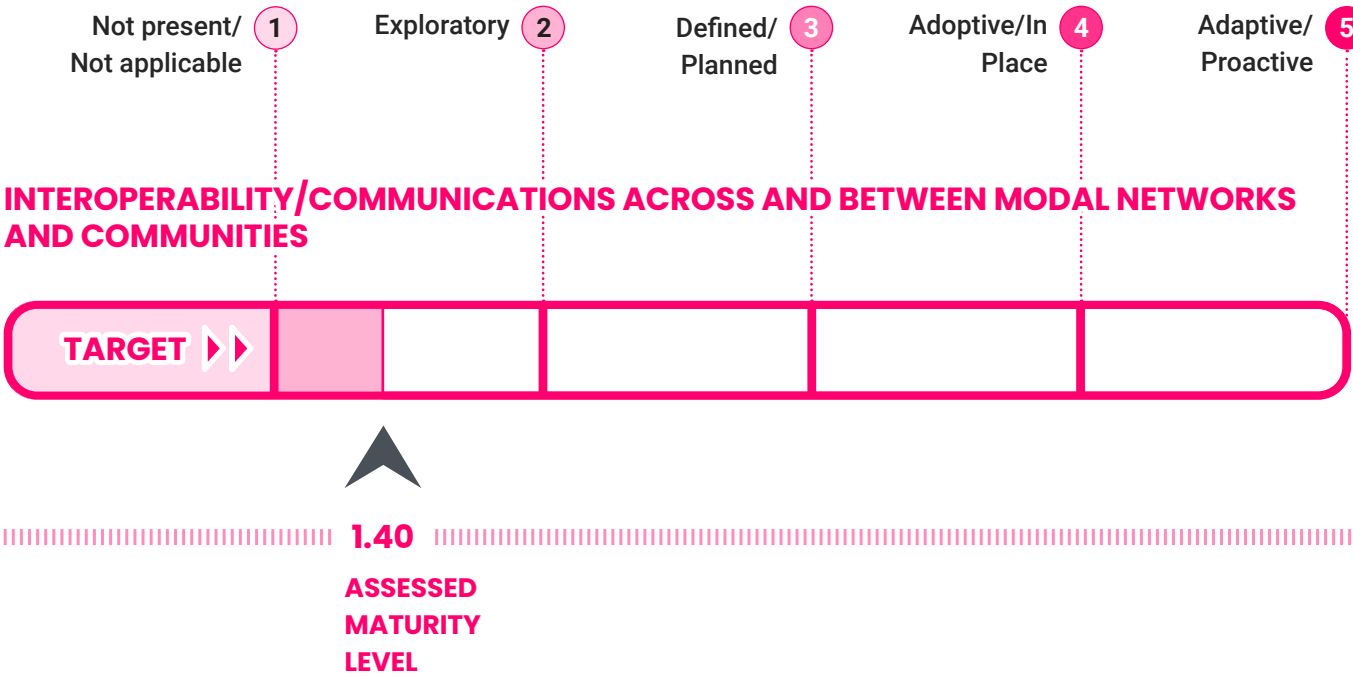 Not present/
Not applicable
1
Exploratory
2
Defined/
Planned
3
Adoptive/In
Place
4
Adaptive/
Proactive
5
INTEROPERABILITY/COMMUNICATIONS ACROSS AND BETWEEN MODAL NETWORKS
AND COMMUNITIES
TARGET
1.40
ASSESSED
MATURITY
LEVEL